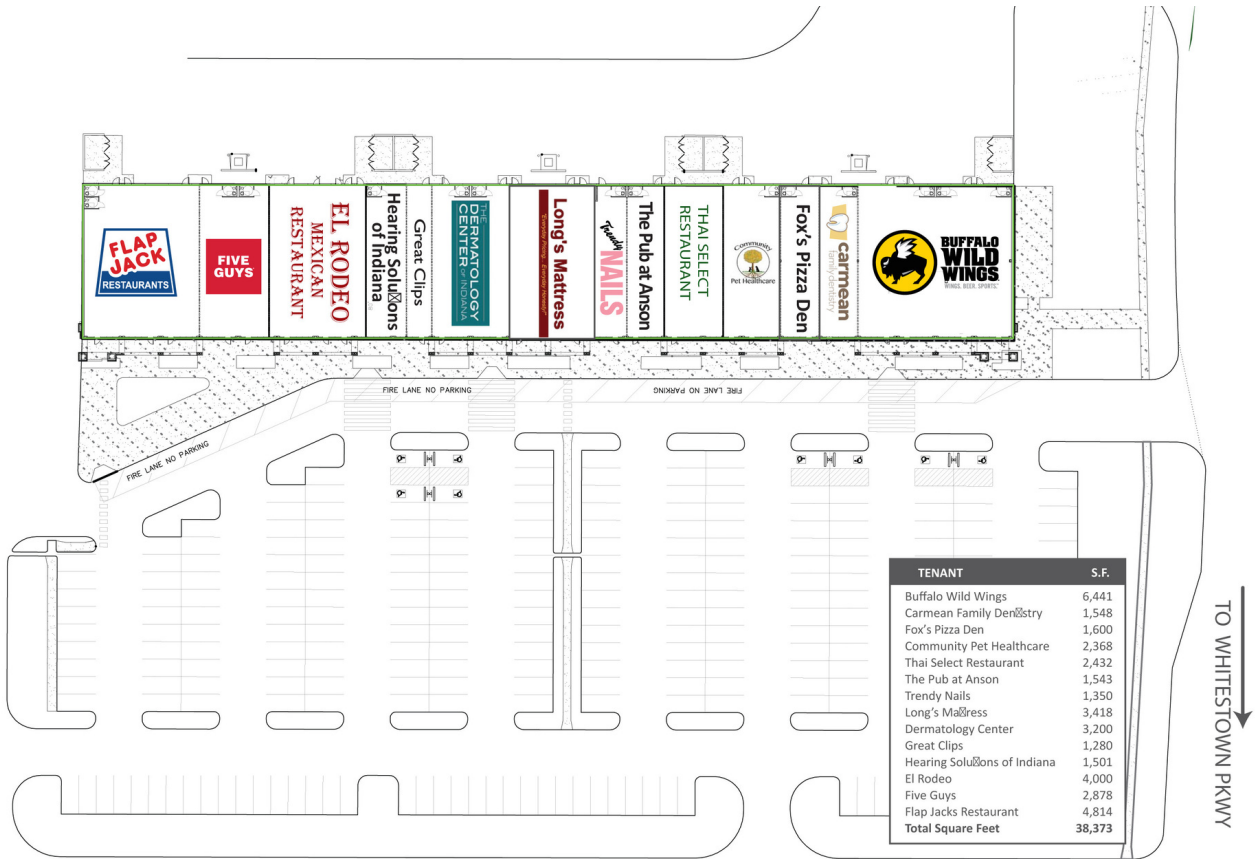 FLAP
JACK
RESTAURANTS
FIVE
GUYS
EL RODEO
MEXICAN
RESTAURANT
Hearing Solu☒ons
of Indiana
Great Clips
THE
DERMATOLOGY
CENTER OF INDIANA
Long's Mattress
"Everyday Pricing... Everyday Homestyle"
Trendy
NAILS
The Pub at Anson
THAI SELECT
RESTAURANT
Community
Pet Healthcare
Fox's Pizza Den
carmean
familydentistry
BUFFALO
WILD
WINGS
WINGS. BEER. SPORTS.
FIRE LANE NO PARKING
FIRE LANE NO PARKING
FIRE LANE NO PARKING
TENANT S.F.
Buffalo Wild Wings 6,441
Carmean Family Den☒stry 1,548
Fox's Pizza Den 1,600
Community Pet Healthcare 2,368
Thai Select Restaurant 2,432
The Pub at Anson 1,543
Trendy Nails 1,350
Long's Ma☒ress 3,418
Dermatology Center 3,200
Great Clips 1,280
Hearing Solu☒ons of Indiana 1,501
El Rodeo 4,000
Five Guys 2,878
Flap Jacks Restaurant 4,814
Total Square Feet 38,373
TO WHITESTOWN PKWY